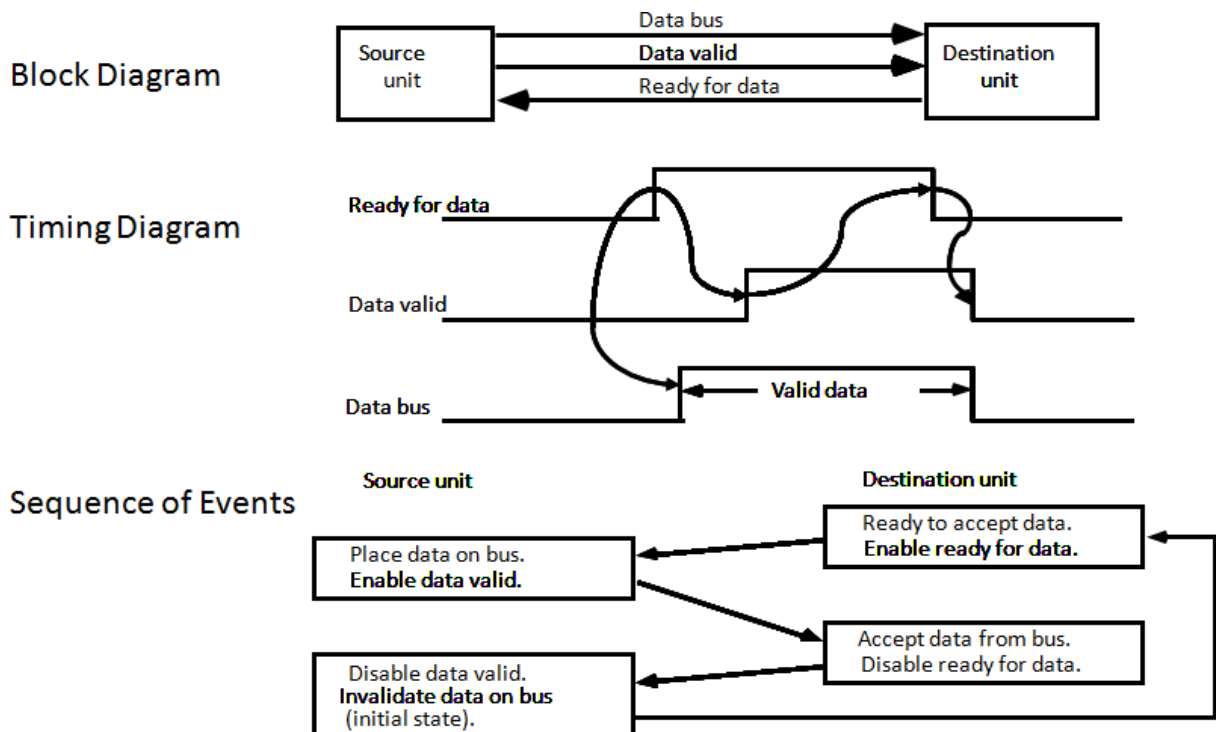 Block Diagram
Source
unit
Data bus
Data valid
Ready for data
Destination
unit
Timing Diagram
Ready for data
Data valid
Data bus
Valid data
Sequence of Events
Source unit
Destination unit
Ready to accept data.
Enable ready for data.
Place data on bus.
Enable data valid.
Accept data from bus.
Disable ready for data.
Disable data valid.
Invalidate data on bus
(initial state).